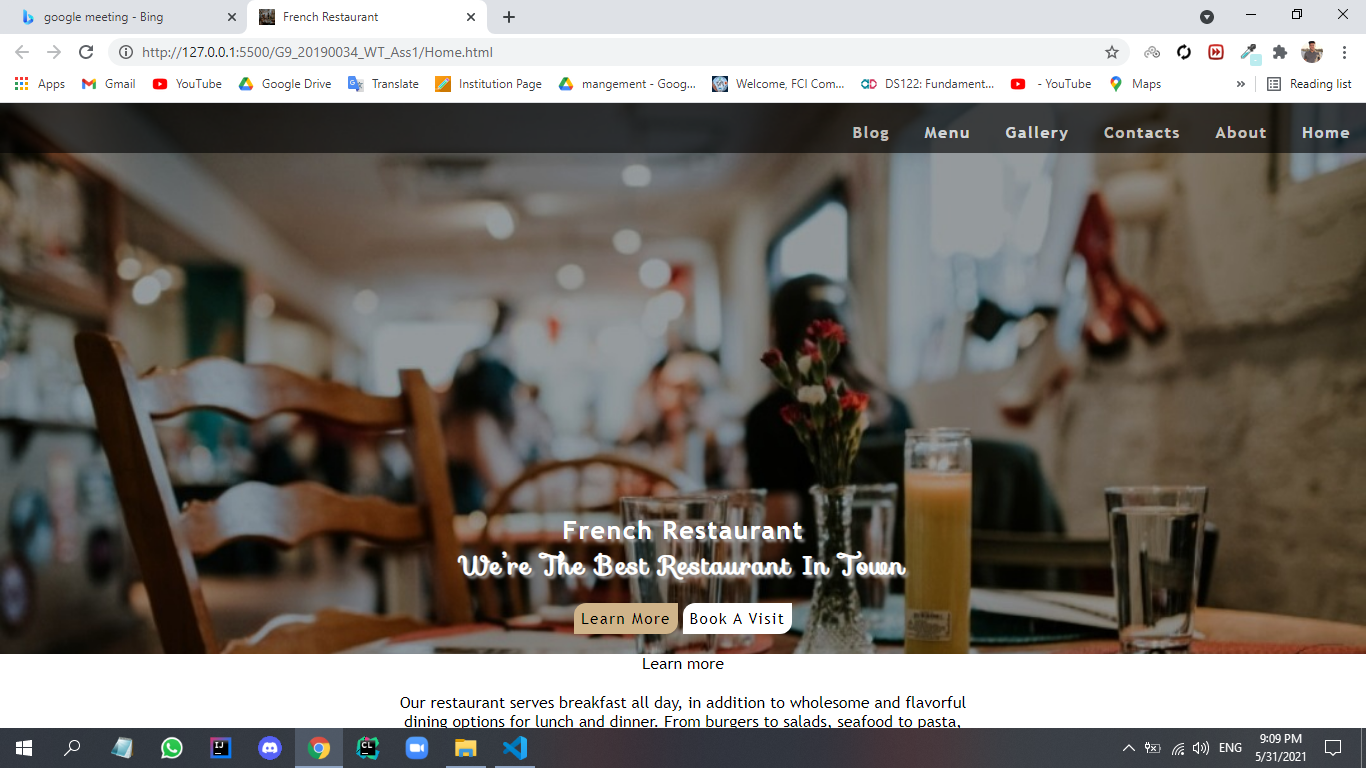 google meeting - Bing
French Restaurant
http://127.0.0.1:5500/G9_20190034_WT_Ass1/Home.html
Apps Gmail YouTube Google Drive Translate Institution Page mangement - Goog... Welcome, FCI Com... DS122: Fundament... - YouTube Maps » Reading list
Blog Menu Gallery Contacts About Home
French Restaurant
We're The Best Restaurant In Town
Learn More Book A Visit
Learn more
Our restaurant serves breakfast all day, in addition to wholesome and flavorful
dining options for lunch and dinner. From burgers to salads, seafood to pasta,
ENG
9:09 PM
5/31/2021